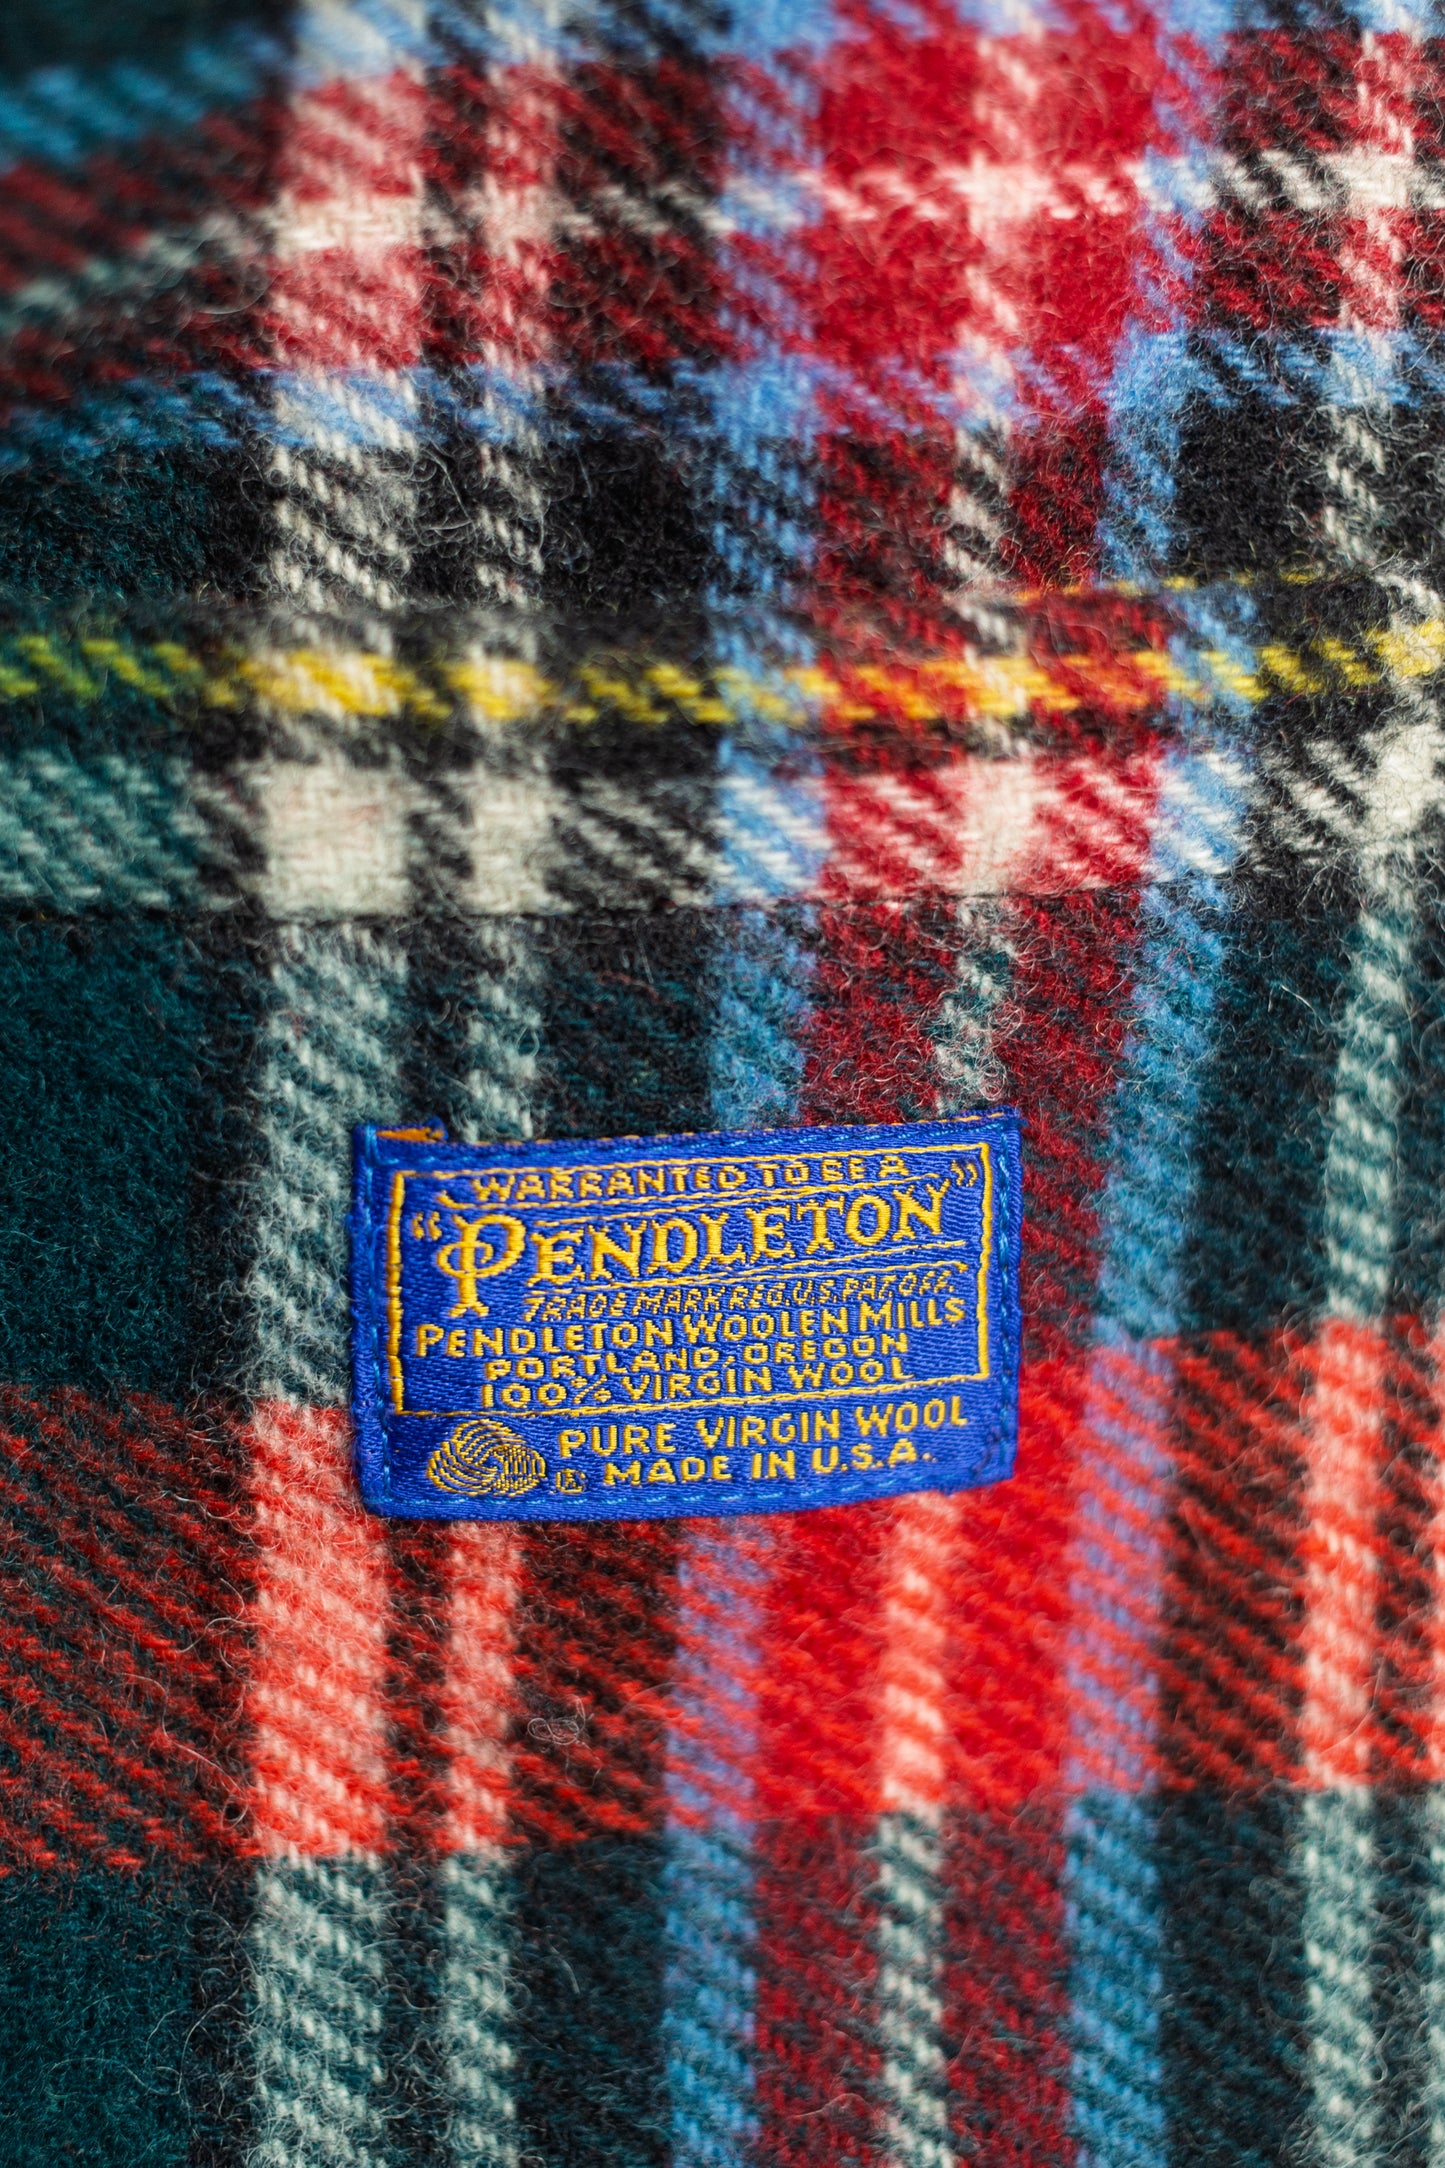 WARRANTED TO BE A
"PENDLETON"
TRADE MARK REG. U.S. PAT. OFF.
PENDLETON WOOLEN MILLS
PORTLAND, OREGON
100% VIRGIN WOOL
PURE VIRGIN WOOL
® MADE IN U.S.A.